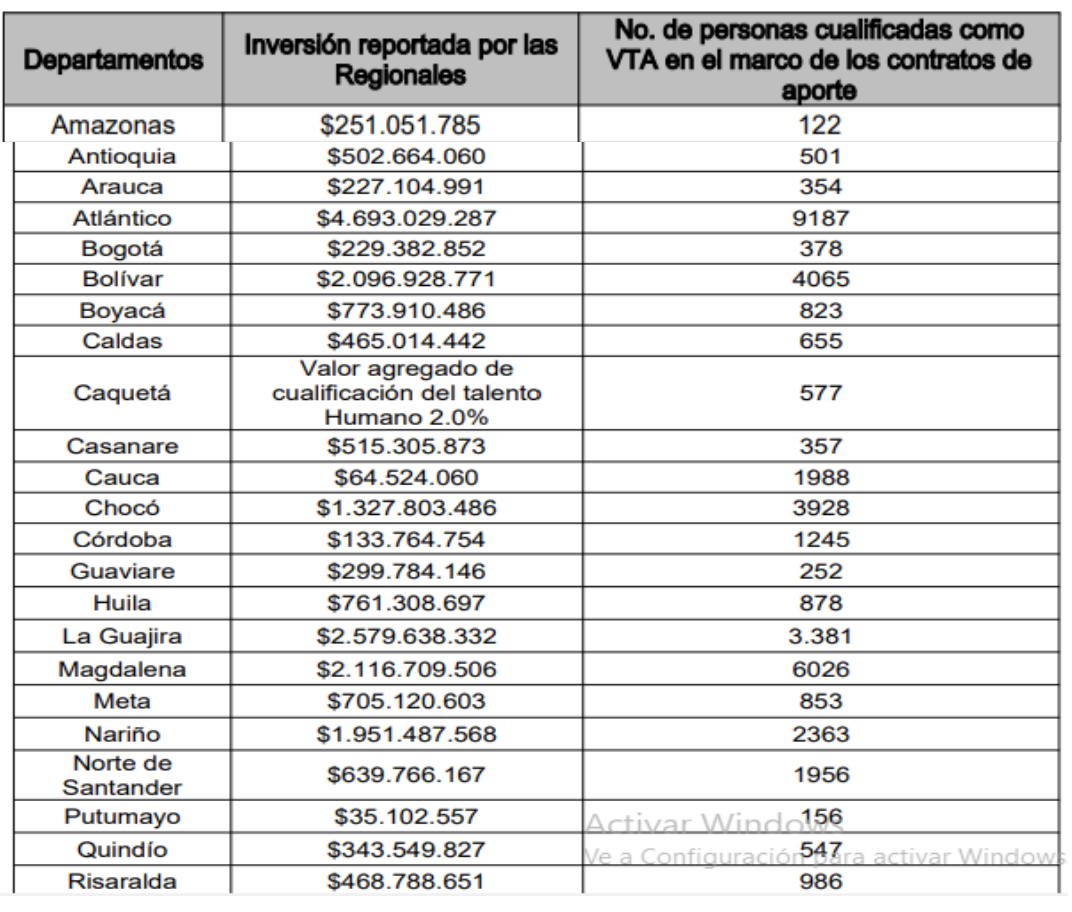 Departamentos
Inversión reportada por las
Regionales
No. de personas cualificadas como
VTA en el marco de los contratos de
aporte
Amazonas $251.051.785 122
Antioquia $502.664.060 501
Arauca $227.104.991 354
Atlántico $4.693.029.287 9187
Bogotá $229.382.852 378
Bolívar $2.096.928.771 4065
Boyacá $773.910.486 823
Caldas $465.014.442 655
Caquetá
Valor agregado de
cualificación del talento
Humano 2.0%
577
Casanare $515.305.873 357
Cauca $64.524.060 1988
Chocó $1.327.803.486 3928
Córdoba $133.764.754 1245
Guaviare $299.784.146 252
Huila $761.308.697 878
La Guajira $2.579.638.332 3.381
Magdalena $2.116.709.506 6026
Meta $705.120.603 853
Nariño $1.951.487.568 2363
Norte de
Santander
$639.766.167 1956
Putumayo $35.102.557 156
Quindío $343.549.827 547
Risaralda $468.788.651 986
Activar Windows
Ve a Configuración para activar Windows